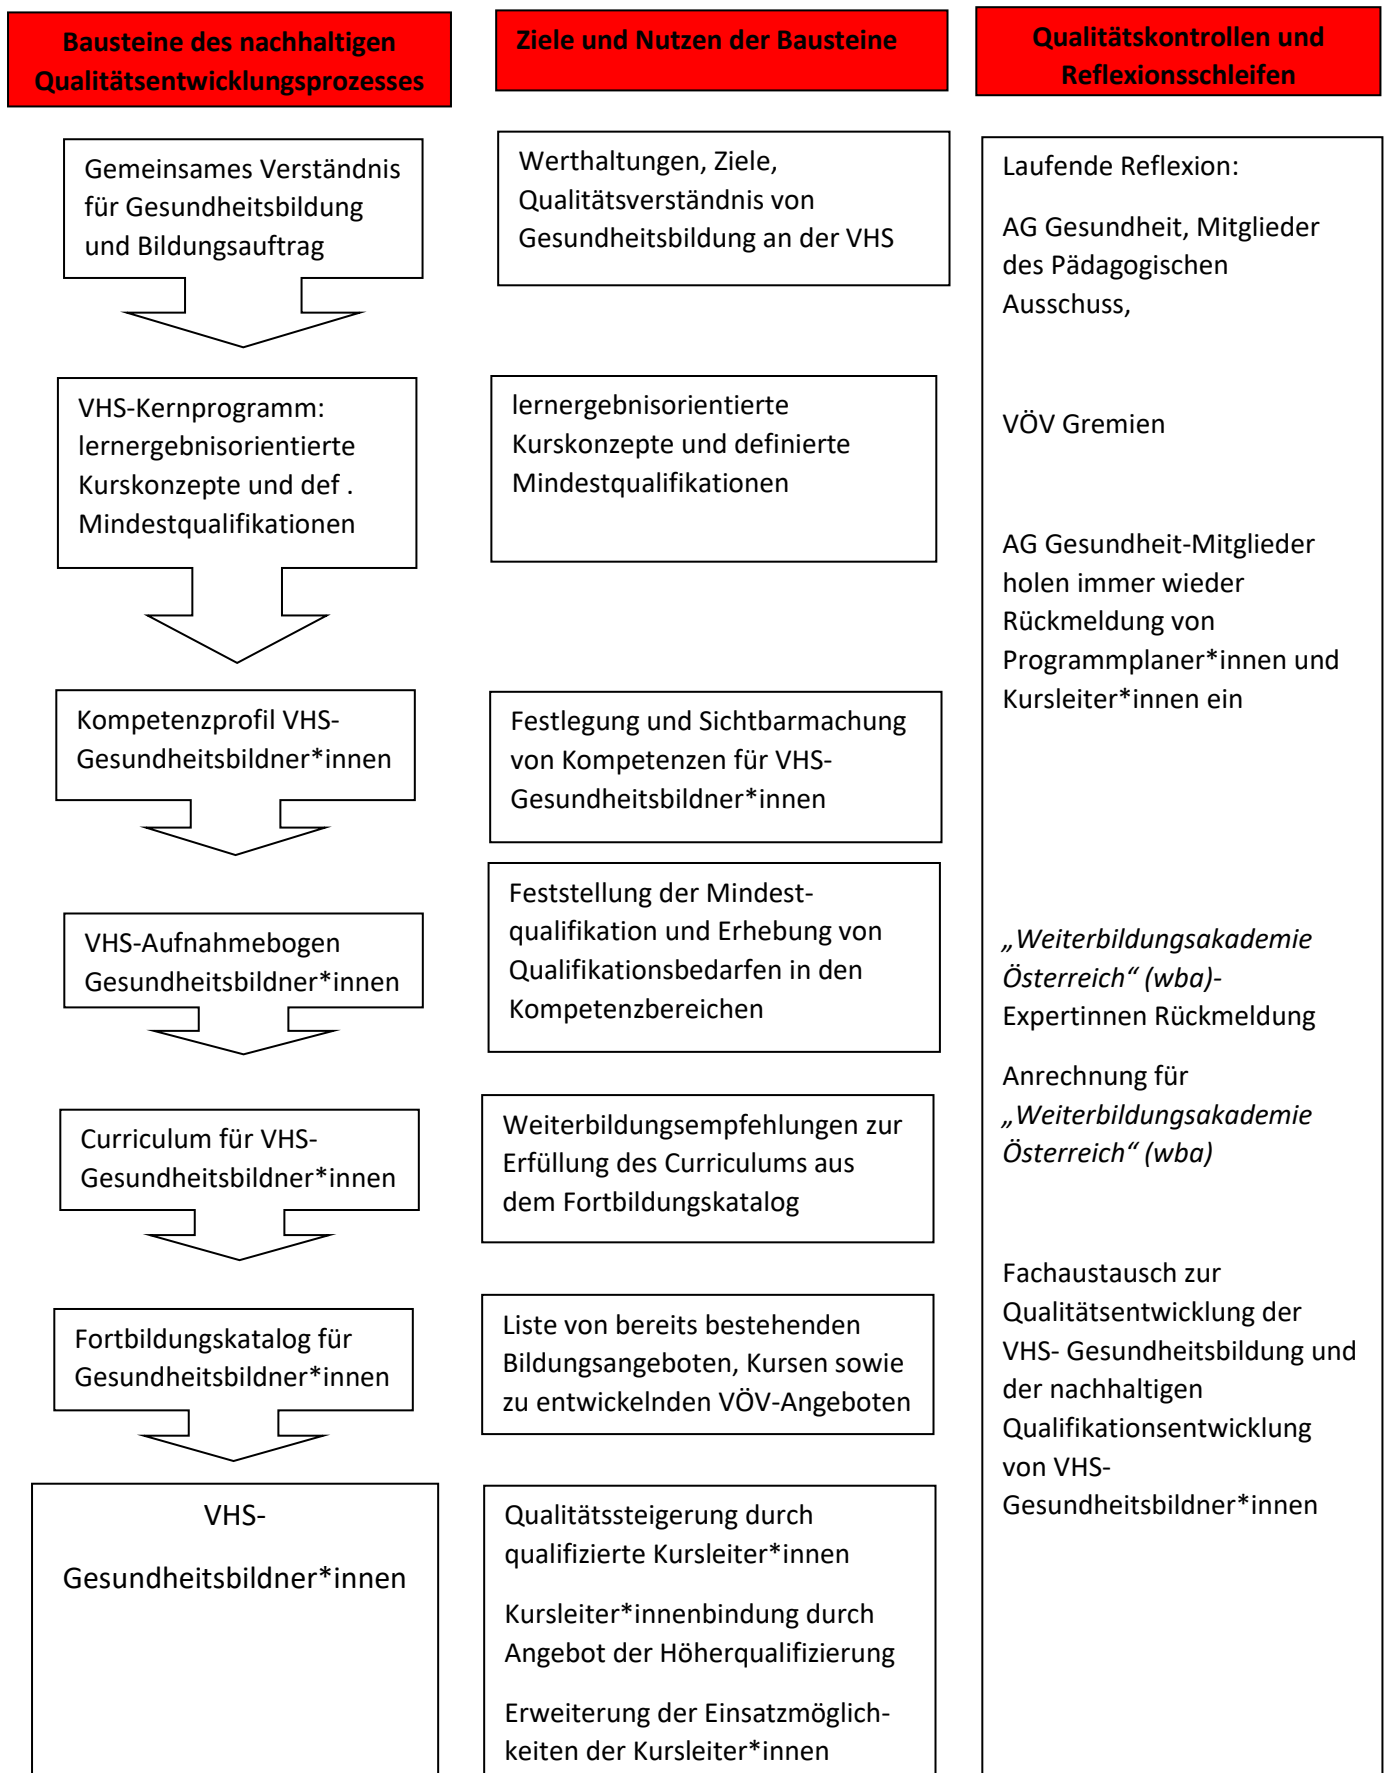 Bausteine des nachhaltigen
Qualitätsentwicklungsprozesses
Ziele und Nutzen der Bausteine
Qualitätskontrollen und
Reflexionsschleifen
Gemeinsames Verständnis
für Gesundheitsbildung
und Bildungsauftrag
VHS-Kernprogramm:
lernergebnisorientierte
Kurskonzepte und def .
Mindestqualifikationen
Kompetenzprofil VHS-
Gesundheitsbildner*innen
VHS-Aufnahmebogen
Gesundheitsbildner*innen
Curriculum für VHS-
Gesundheitsbildner*innen
Fortbildungskatalog für
Gesundheitsbildner*innen
VHS-
Gesundheitsbildner*innen
Werthaltungen, Ziele,
Qualitätsverständnis von
Gesundheitsbildung an der VHS
lernergebnisorientierte
Kurskonzepte und definierte
Mindestqualifikationen
Festlegung und Sichtbarmachung
von Kompetenzen für VHS-
Gesundheitsbildner*innen
Feststellung der Mindest-
qualifikation und Erhebung von
Qualifikationsbedarfen in den
Kompetenzbereichen
Weiterbildungsempfehlungen zur
Erfüllung des Curriculums aus
dem Fortbildungskatalog
Liste von bereits bestehenden
Bildungsangeboten, Kursen sowie
zu entwickelnden VÖV-Angeboten
Qualitätssteigerung durch
qualifizierte Kursleiter*innen
Kursleiter*innenbindung durch
Angebot der Höherqualifizierung
Erweiterung der Einsatzmöglich-
keiten der Kursleiter*innen
Laufende Reflexion:
AG Gesundheit, Mitglieder
des Pädagogischen
Ausschuss,
VÖV Gremien
AG Gesundheit-Mitglieder
holen immer wieder
Rückmeldung von
Programmplaner*innen und
Kursleiter*innen ein
„Weiterbildungsakademie
Österreich“ (wba)-
Expertinnen Rückmeldung
Anrechnung für
„Weiterbildungsakademie
Österreich“ (wba)
Fachaustausch zur
Qualitätsentwicklung der
VHS- Gesundheitsbildung und
der nachhaltigen
Qualifikationsentwicklung
von VHS-
Gesundheitsbildner*innen